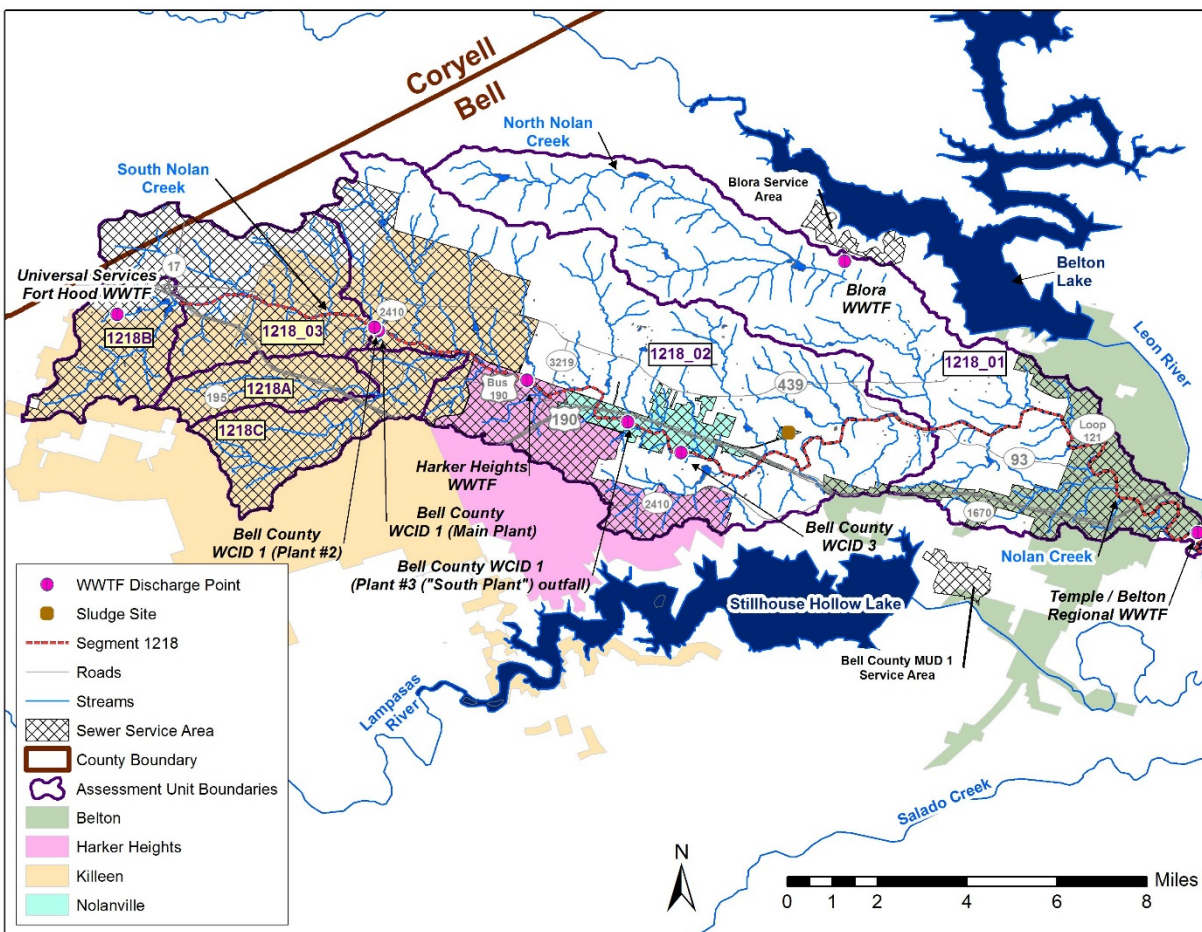 Coryell
Bell
North Nolan
Creek
South Nolan
Creek
Blora Service
Area
Belton
Lake
Leon River
17
Universal Services
Fort Hood WWTF
Blora
WWTF
1218B
1218_03
2410
1218_02
1218_01
3219
439
1218A
195
Bus
190
190
1218C
Loop
121
93
Harker Heights
WWTF
2410
1670
Bell County
WCID 1 (Plant #2)
Bell County
WCID 1 (Main Plant)
Bell County WCID 1
(Plant #3 ("South Plant") outfall)
Bell County
WCID 3
Nolan Creek
Temple / Belton
Regional WWTF
Stillhouse Hollow Lake
Bell County MUD 1
Service Area
Lampasas
River
Salado Creek
WWTF Discharge Point
Sludge Site
Segment 1218
Roads
Streams
Sewer Service Area
County Boundary
Assessment Unit Boundaries
Belton
Harker Heights
Killeen
Nolanville
N
Miles
0 1 2 4 6 8